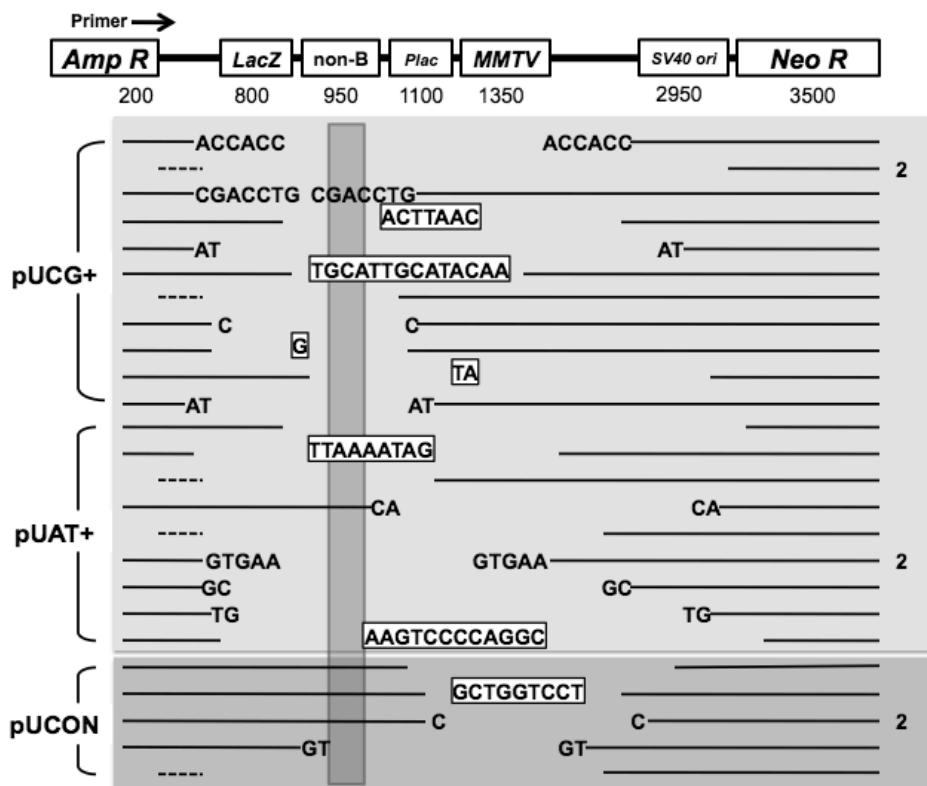 Primer
Amp R LacZ non-B Plac MMTV SV40 ori Neo R
200 800 950 1100 1350 2950 3500
ACCACC ACCACC
2
CGACCTG CGACCTG
ACTTAAC
AT AT
pUCG+
TGCATTGCATACAA
C C
G
TA
AT AT
TTAAAATAG
CA CA
pUAT+
GTGAA GTGAA 2
GC GC
TG TG
AAGTCCCCAGGC
GCTGGTCCT
pUCON C C 2
GT GT